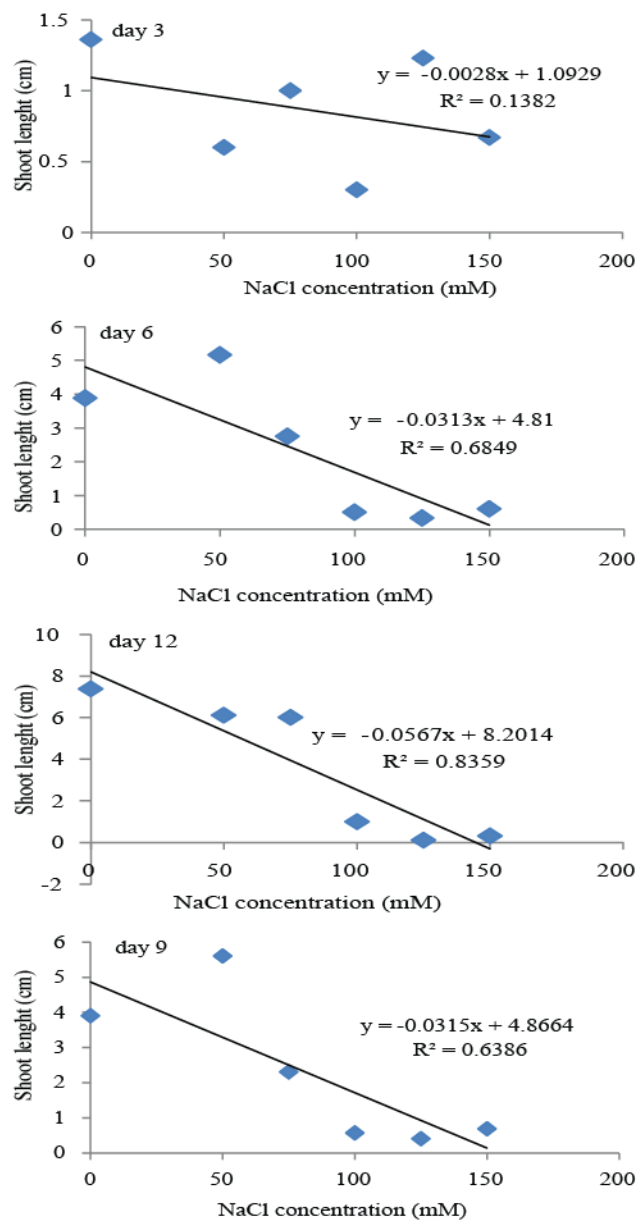 day 3
1.5
1
0.5
0
Shoot lenght (cm)
y = -0.0028x + 1.0929
R² = 0.1382
0 50 100 150 200
NaCl concentration (mM)
day 6
6
5
4
3
2
1
0
Shoot lenght (cm)
y = -0.0313x + 4.81
R² = 0.6849
0 50 100 150 200
NaCl concentration (mM)
day 12
10
8
6
4
2
0
-2
Shoot lenght (cm)
y = -0.0567x + 8.2014
R² = 0.8359
0 50 100 150 200
NaCl concentration (mM)
day 9
6
5
4
3
2
1
0
Shoot lenght (cm)
y = -0.0315x + 4.8664
R² = 0.6386
0 50 100 150 200
NaCl concentration (mM)